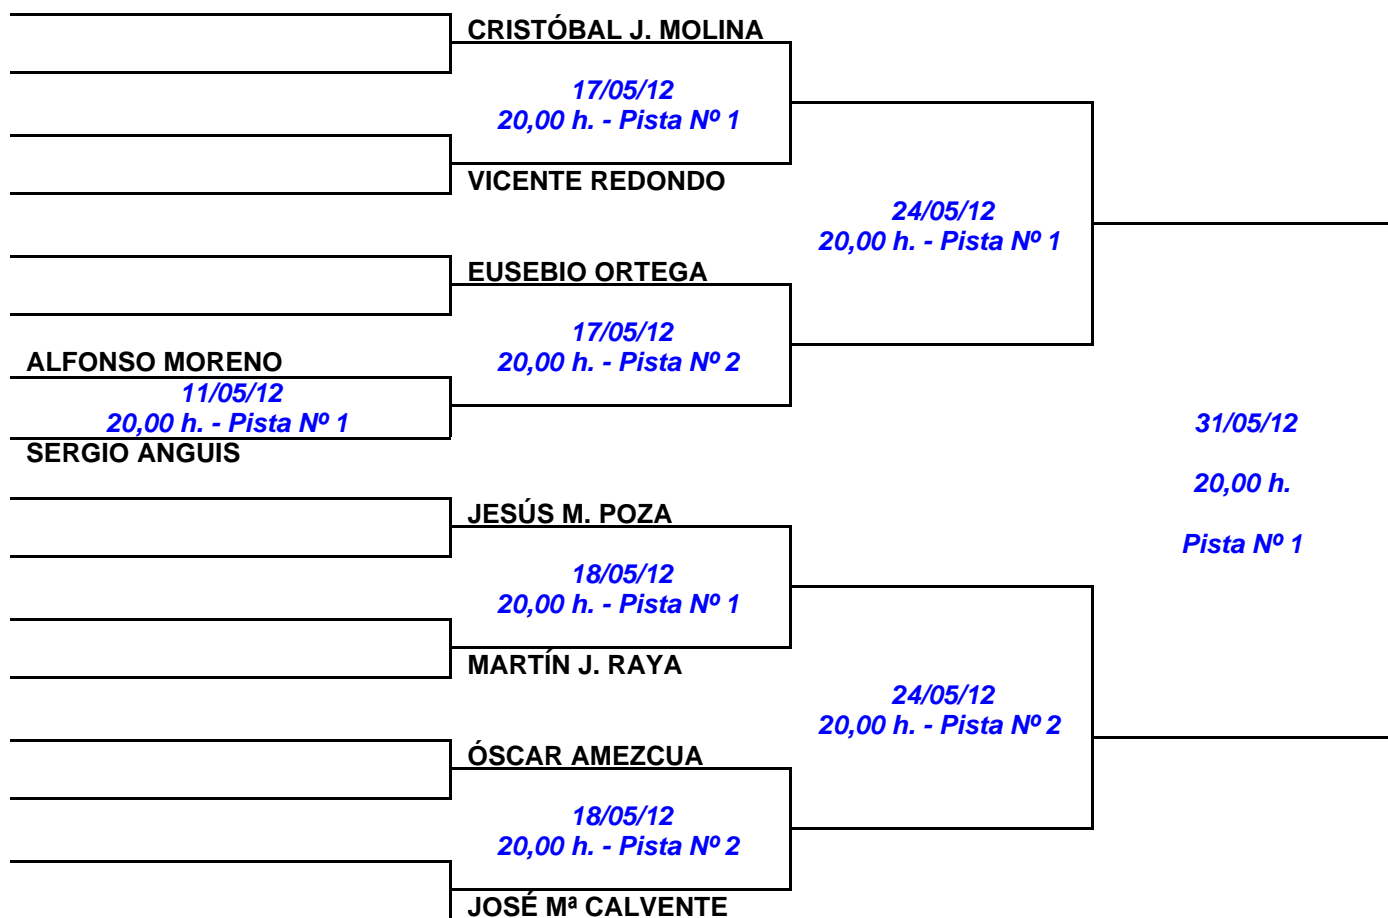 CRISTÓBAL J. MOLINA
17/05/12
20,00 h. - Pista Nº 1
VICENTE REDONDO
24/05/12
20,00 h. - Pista Nº 1
EUSEBIO ORTEGA
17/05/12
20,00 h. - Pista Nº 2
ALFONSO MORENO
11/05/12
20,00 h. - Pista Nº 1
SERGIO ANGUIS
31/05/12
20,00 h.
Pista Nº 1
JESÚS M. POZA
18/05/12
20,00 h. - Pista Nº 1
MARTÍN J. RAYA
24/05/12
20,00 h. - Pista Nº 2
ÓSCAR AMEZCUA
18/05/12
20,00 h. - Pista Nº 2
JOSÉ Mª CALVENTE